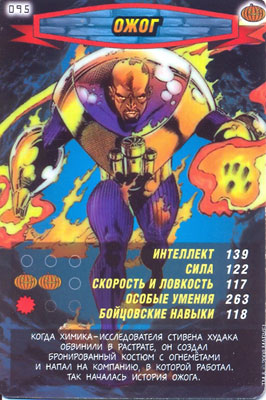 095
ОЖОГ
ИНТЕЛЛЕКТ 139
СИЛА 122
СКОРОСТЬ И ЛОВКОСТЬ 117
ОСОБЫЕ УМЕНИЯ 263
БОЙЦОВСКИЕ НАВЫКИ 118
КОГДА ХИМИКА-ИССЛЕДОВАТЕЛЯ СТИВЕНА ХУДАКА
ОБВИНИЛИ В РАСТРАТЕ, ОН СОЗДАЛ
БРОНИРОВАННЫЙ КОСТЮМ С ОГНЕМЁТАМИ
И НАПАЛ НА КОМПАНИЮ, В КОТОРОЙ РАБОТАЛ.
ТАК НАЧАЛАСЬ ИСТОРИЯ ОЖОГА.